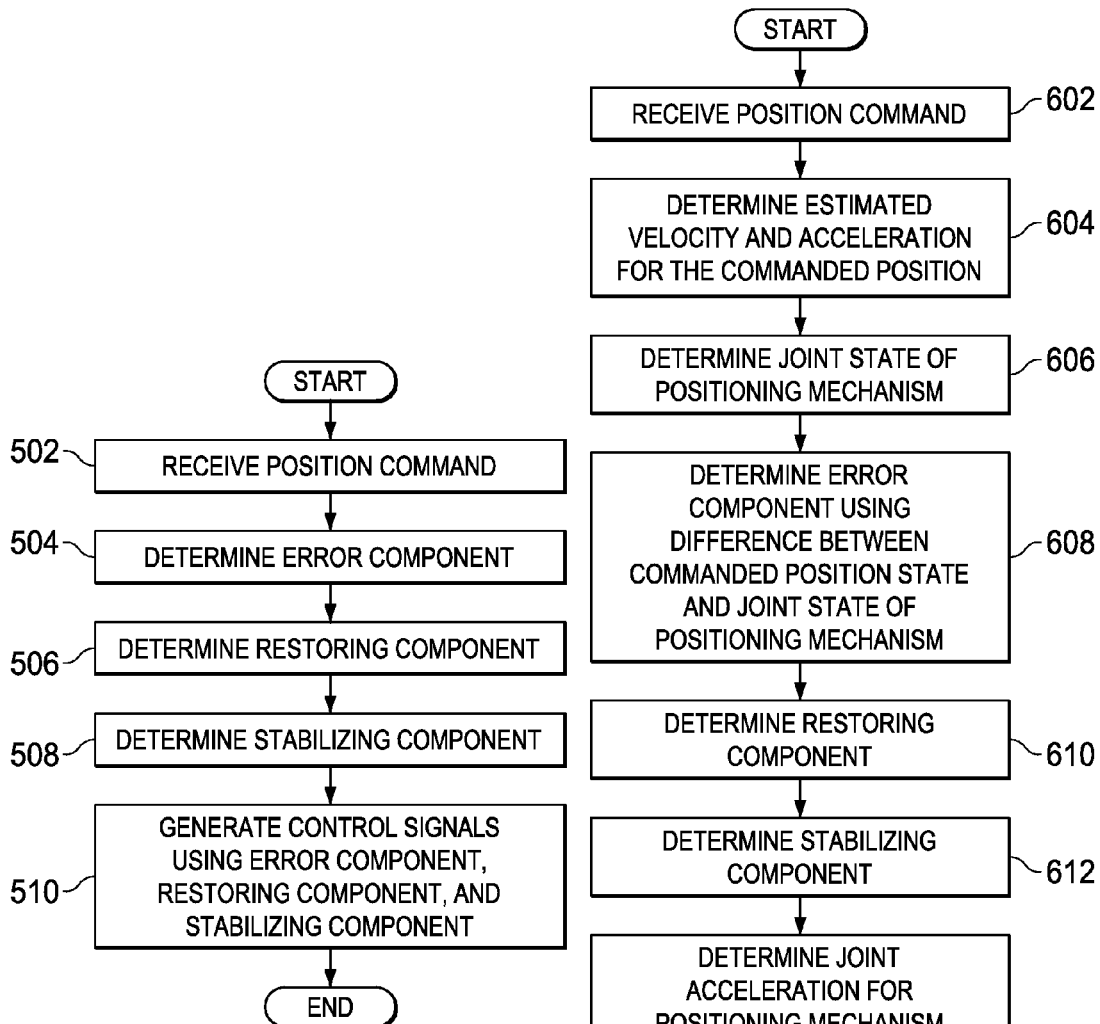 START
502
RECEIVE POSITION COMMAND
504
DETERMINE ERROR COMPONENT
506
DETERMINE RESTORING COMPONENT
508
DETERMINE STABILIZING COMPONENT
510
GENERATE CONTROL SIGNALS
USING ERROR COMPONENT,
RESTORING COMPONENT, AND
STABILIZING COMPONENT
END
START
RECEIVE POSITION COMMAND
602
DETERMINE ESTIMATED
VELOCITY AND ACCELERATION
FOR THE COMMANDED POSITION
604
DETERMINE JOINT STATE OF
POSITIONING MECHANISM
606
DETERMINE ERROR
COMPONENT USING
DIFFERENCE BETWEEN
COMMANDED POSITION STATE
AND JOINT STATE OF
POSITIONING MECHANISM
608
DETERMINE RESTORING
COMPONENT
610
DETERMINE STABILIZING
COMPONENT
612
DETERMINE JOINT
ACCELERATION FOR
POSITIONING MECHANISM